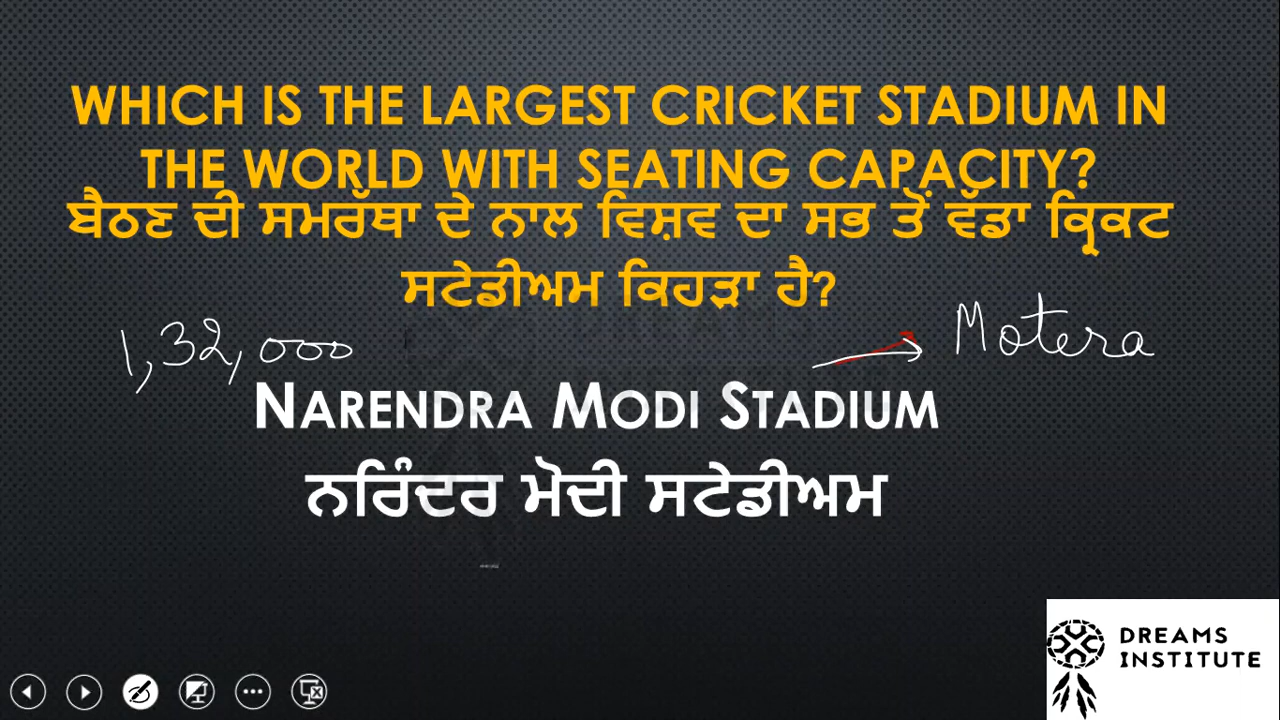 WHICH IS THE LARGEST CRICKET STADIUM IN
THE WORLD WITH SEATING CAPACITY?
ਬੈਠਣ ਦੀ ਸਮਰੱਥਾ ਦੇ ਨਾਲ ਵਿਸ਼ਵ ਦਾ ਸਭ ਤੋਂ ਵੱਡਾ ਕ੍ਰਿਕਟ
ਸਟੇਡੀਅਮ ਕਿਹੜਾ ਹੈ?
1,32,000
Motera
NARENDRA MODI STADIUM
ਨਰਿੰਦਰ ਮੋਦੀ ਸਟੇਡੀਅਮ
DREAMS
INSTITUTE